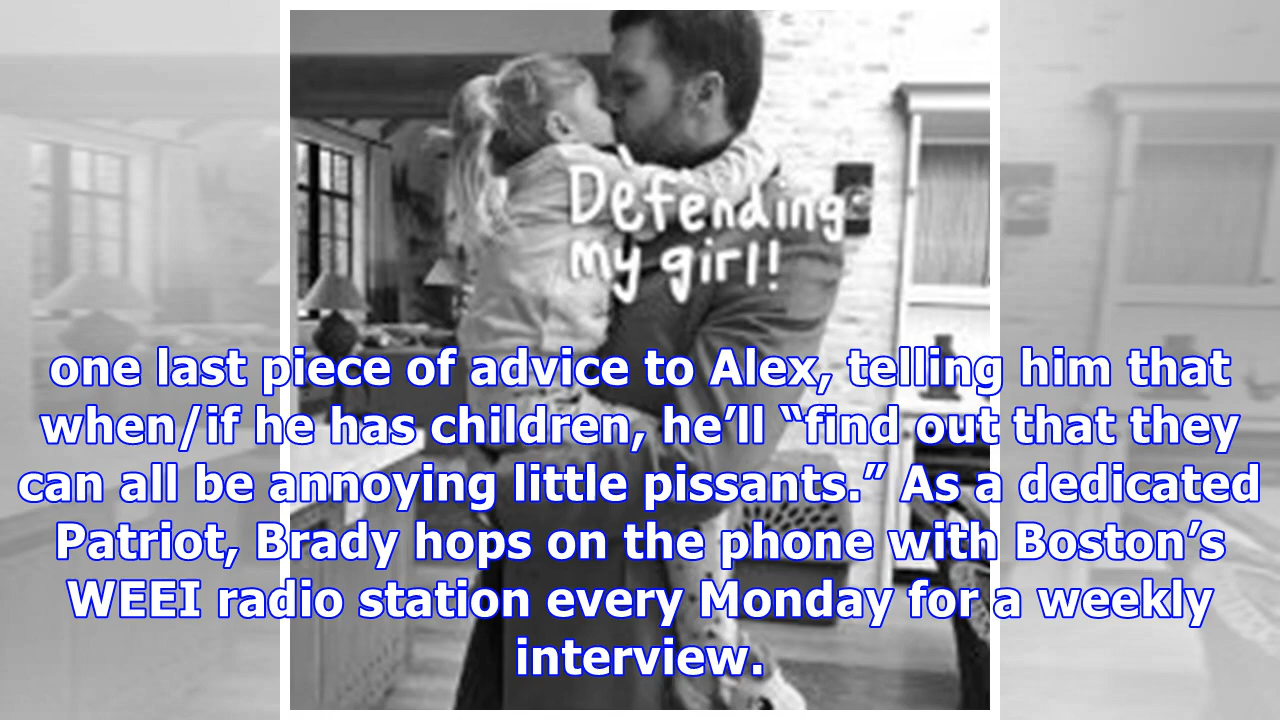 Defending
my girl!
one last piece of advice to Alex, telling him that
when/if he has children, he’ll “find out that they
can all be annoying little pissants.” As a dedicated
Patriot, Brady hops on the phone with Boston’s
WEEI radio station every Monday for a weekly
interview.